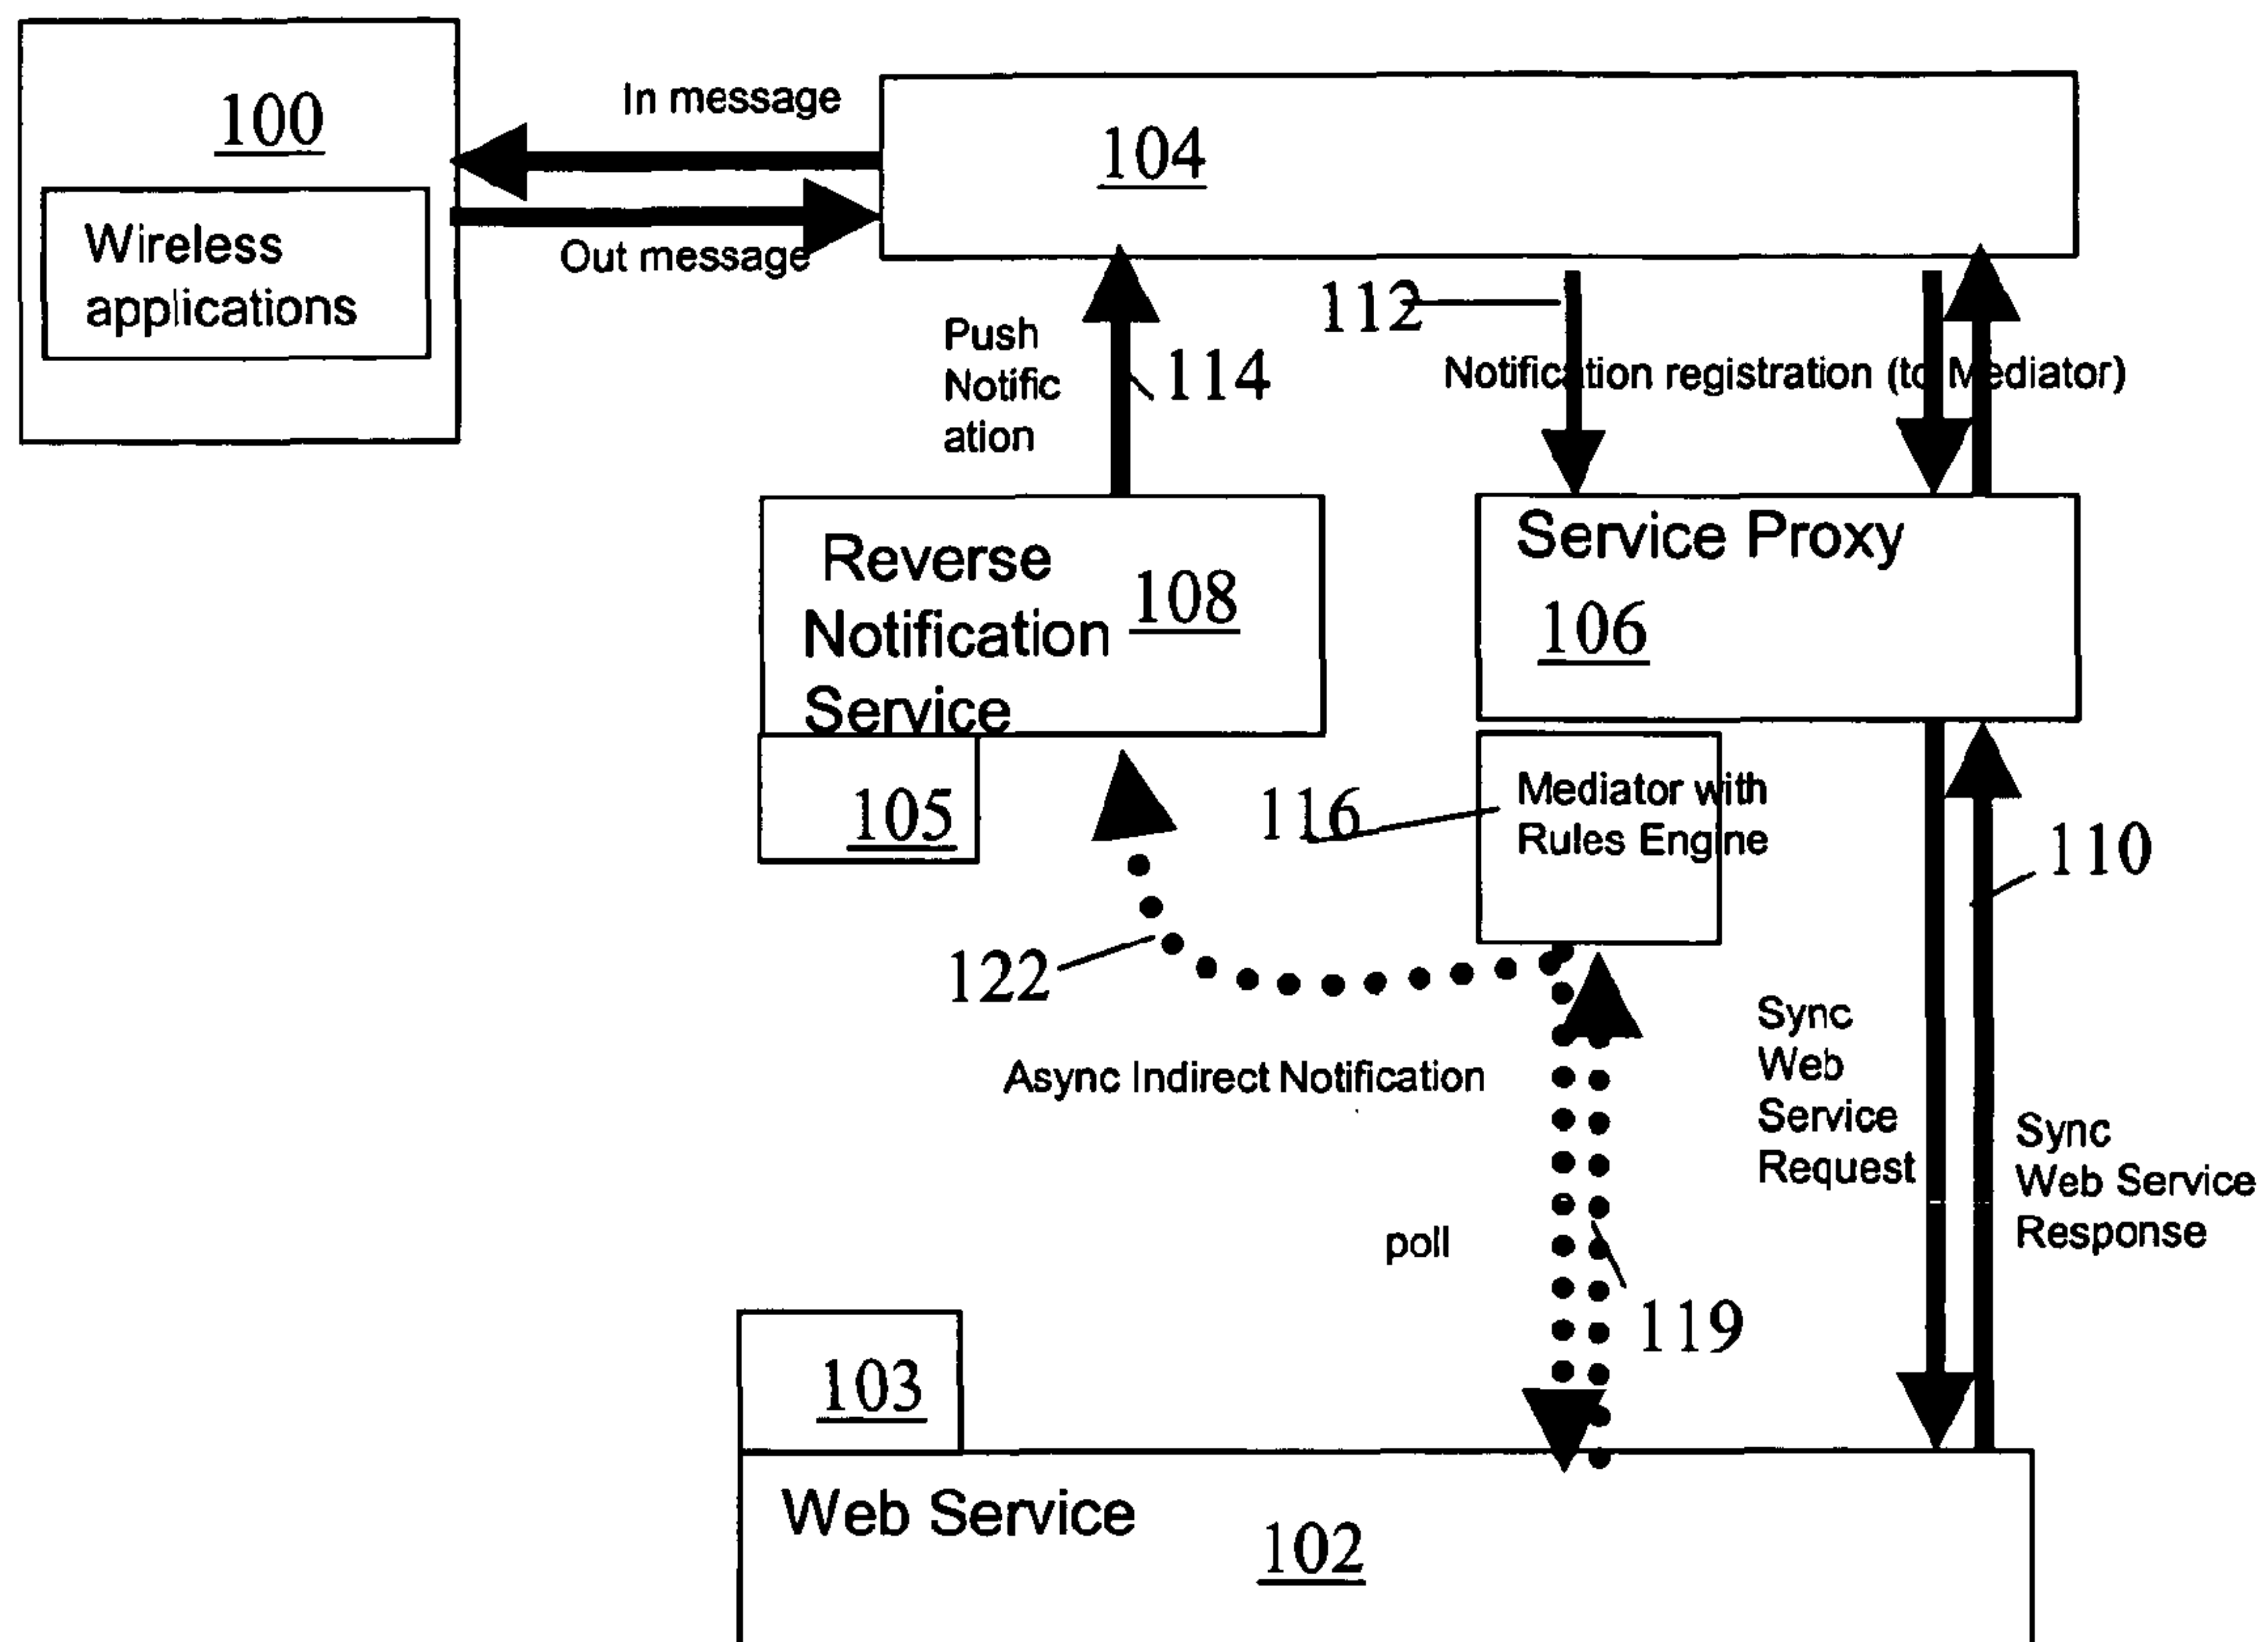 100
Wireless
applications
In message
Out message
104
Push
Notific
ation
114
112
Notification registration (to Mediator)
Reverse
Notification
Service
108
Service Proxy
106
105
116
Mediator with
Rules Engine
110
122
Async Indirect Notification
Sync
Web
Service
Request
Sync
Web Service
Response
poll
119
103
Web Service
102